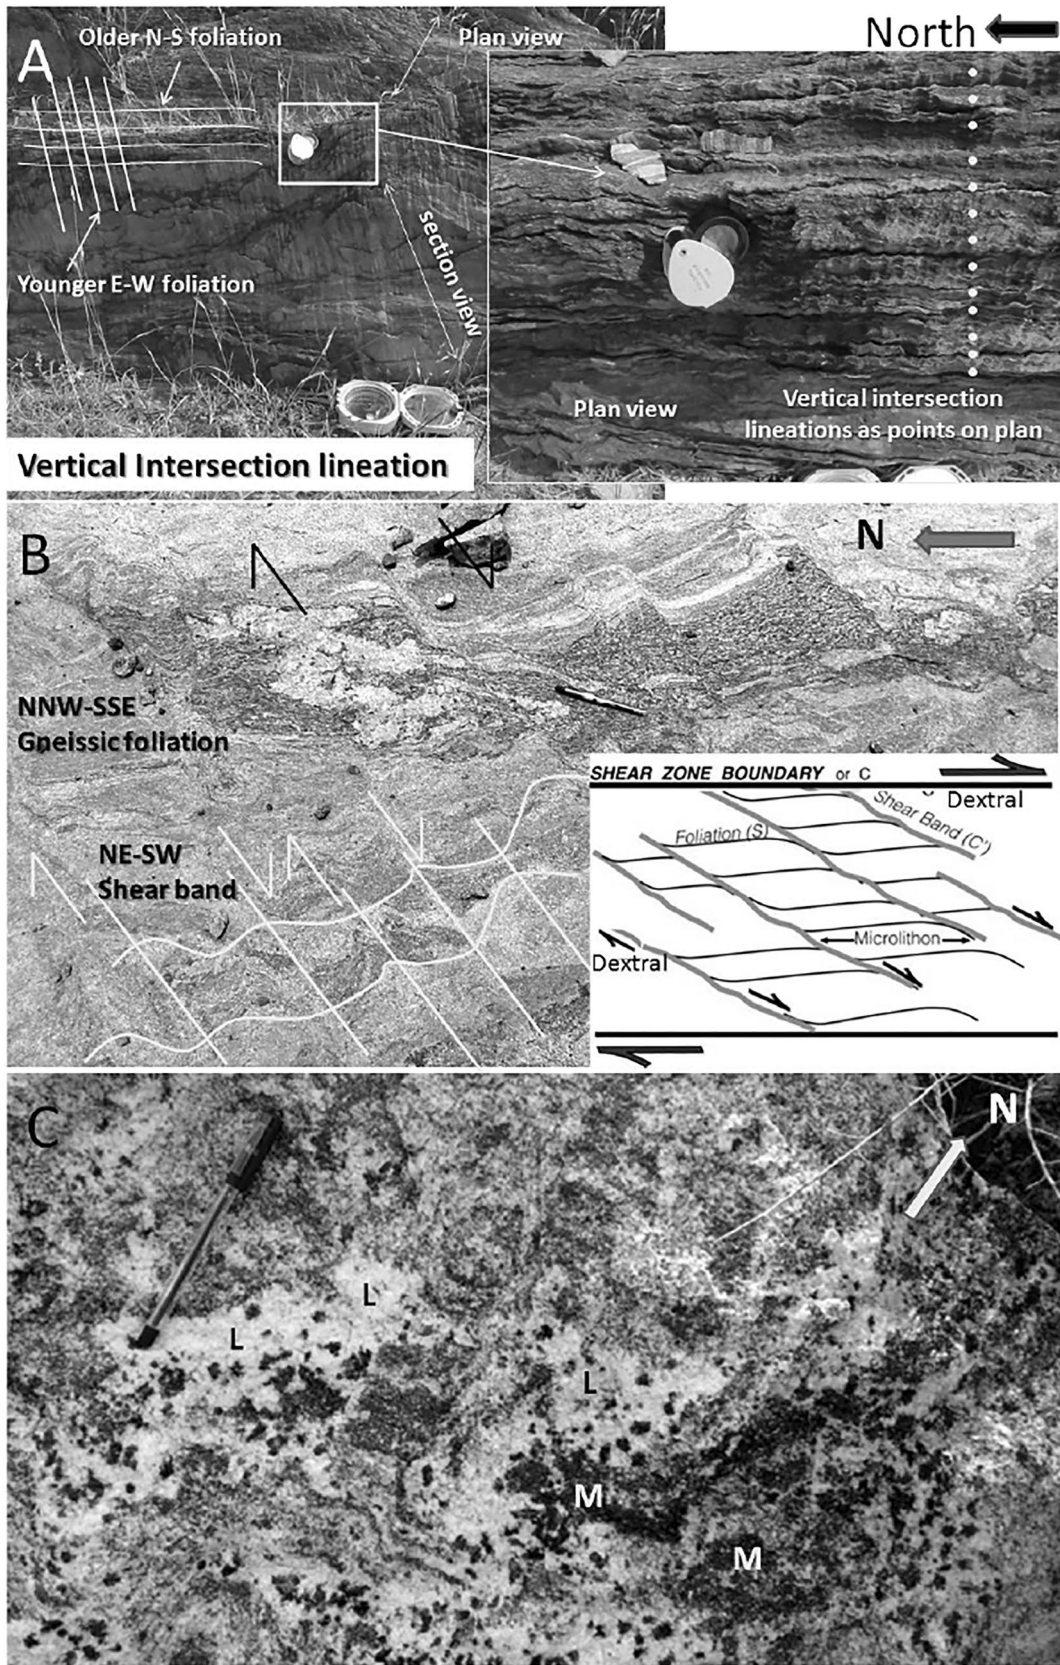 A
Older N-S foliation
Plan view
North
Younger E-W foliation
section view
Plan view
Vertical intersection
lineations as points on plan
Vertical Intersection lineation
B
N
NNW-SSE
Gneissic foliation
NE-SW
Shear band
SHEAR ZONE BOUNDARY or C
Dextral
Shear Band (C')
Foliation (S)
Microlithon
Dextral
C
N
L
L
L
M
M